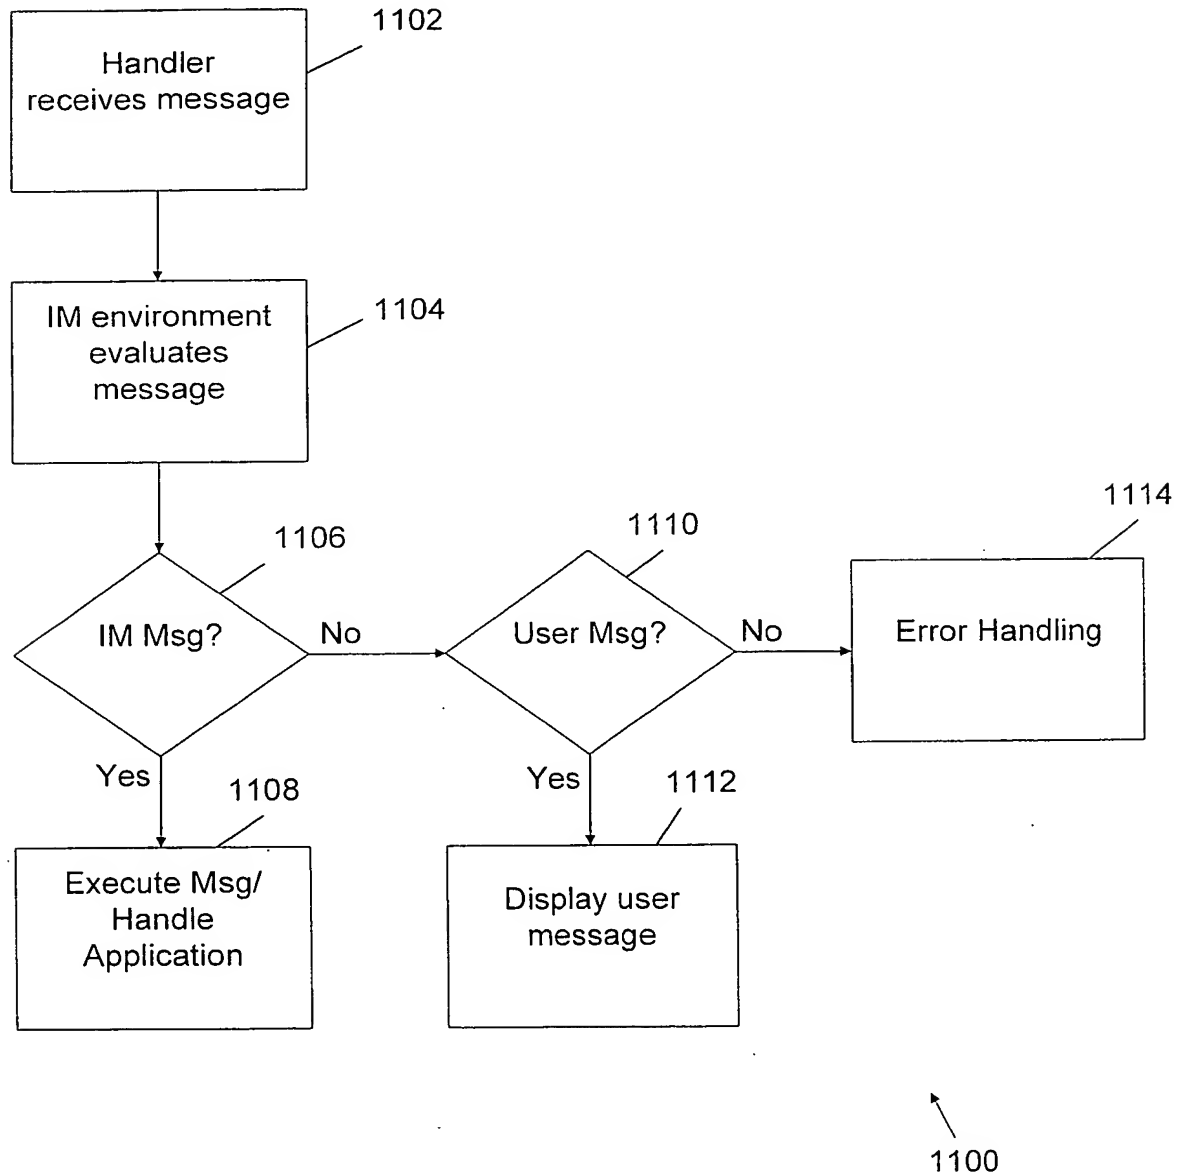 1102
Handler
receives message
1104
IM environment
evaluates
message
1106
IM Msg?
No
1110
User Msg?
No
1114
Error Handling
Yes
1108
Execute Msg/
Handle
Application
Yes
1112
Display user
message
1100